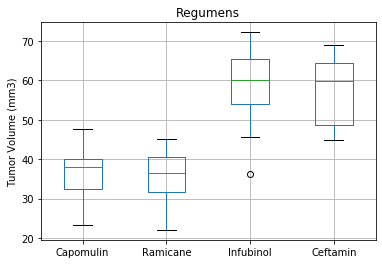 Regumens
Tumor Volume (mm3)
70
60
50
40
30
20
Capomulin
Ramicane
Infubinol
Ceftamin